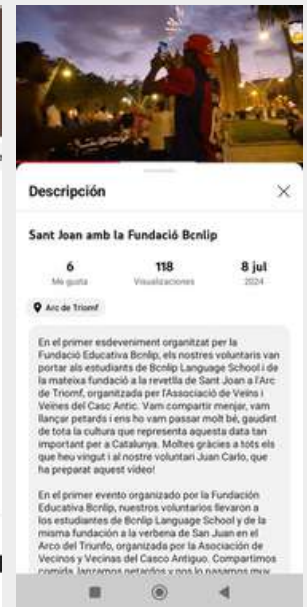 Descripción
Sant Joan amb la Fundació Bcnlip
6 118 8 jul
Me gusta Visualizaciones 2024
Arc de Triomf
En el primer esdeveniment organitzat per la
Fundació Educativa Bcnlip, els nostres voluntaris van
portar als estudiants de Bcnlip Language School i de
la mateixa fundació a la revetlla de Sant Joan a l'Arc
de Triomf, organitzada per l'Associació de Veïns i
Veïnes del Casc Antic. Vam compartir menjar, vam
llançar petards i ens ho vam passar molt bé, gaudint
de tota la cultura que representa aquesta data tan
important per a Catalunya. Moltes gràcies a tots els
que heu vingut i al nostre voluntari Juan Carlo, que
ha preparat aquest vídeo!
En el primer evento organizado por la Fundación
Educativa Bcnlip, nuestros voluntarios llevaron a
los estudiantes de Bcnlip Language School y de la
misma fundación a la verbena de San Juan en el
Arco del Triunfo, organizada por la Asociación de
Vecinos y Vecinas del Casco Antiguo. Compartimos
comida, lanzamos petardos y nos lo pasamos muy